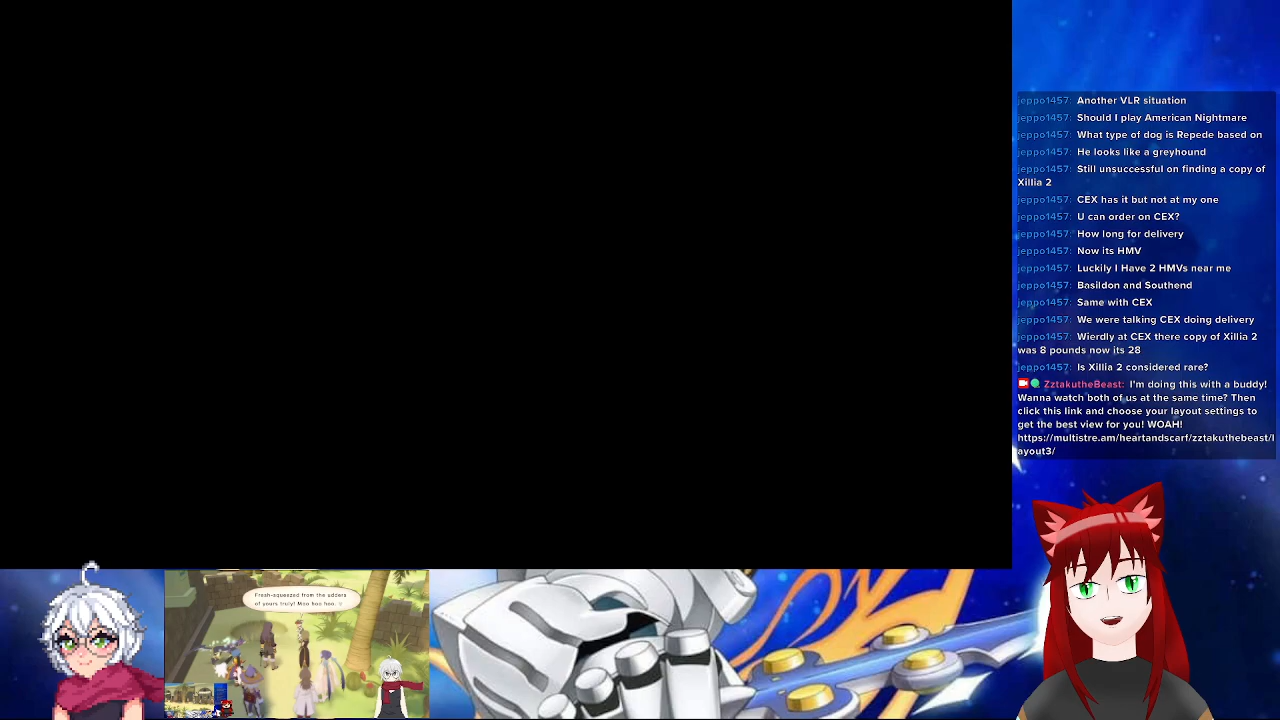 jeppo1457: Another VLR situation
jeppo1457: Should I play American Nightmare
jeppo1457: What type of dog is Repede based on
jeppo1457: He looks like a greyhound
jeppo1457: Still unsuccessful on finding a copy of
Xillia 2
jeppo1457: CEX has it but not at my one
jeppo1457: U can order on CEX?
jeppo1457: How long for delivery
jeppo1457: Now its HMV
jeppo1457: Luckily I Have 2 HMVs near me
jeppo1457: Basildon and Southend
jeppo1457: Same with CEX
jeppo1457: We were talking CEX doing delivery
jeppo1457: Wierdly at CEX there copy of Xillia 2
was 8 pounds now its 28
jeppo1457: Is Xillia 2 considered rare?
ZztakutheBeast: I'm doing this with a buddy!
Wanna watch both of us at the same time? Then
click this link and choose your layout settings to
get the best view for you! WOAH!
https://multistre.am/heartandscarf/zztakuthebeast/l
ayout3/
Fresh-squeezed from the udders
of yours truly! Moo hoo hoo.